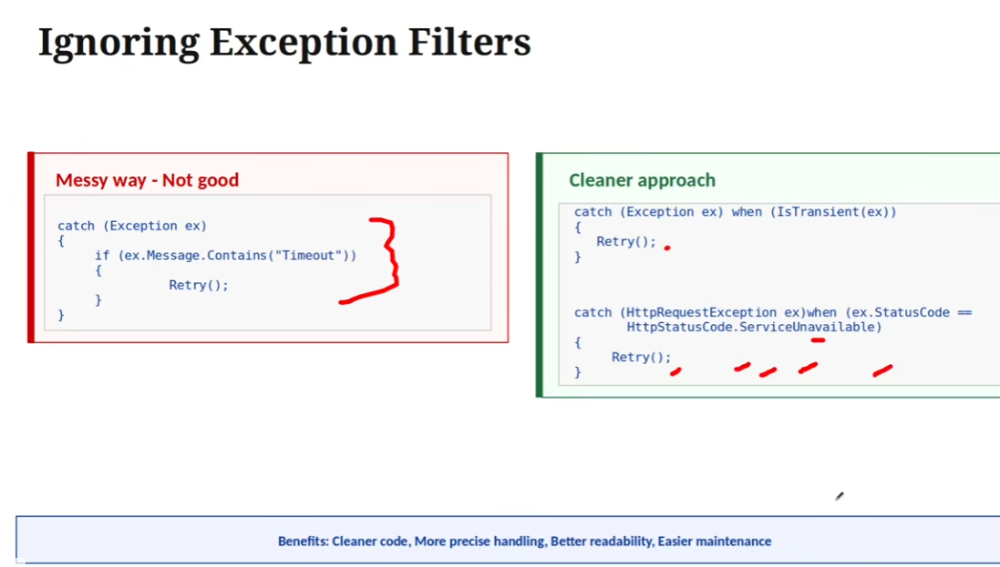 Ignoring Exception Filters
Messy way - Not good
catch (Exception ex)
{
if (ex.Message.Contains("Timeout"))
{
Retry();
}
}
Cleaner approach
catch (Exception ex) when (IsTransient(ex))
{
Retry();
}
catch (HttpRequestException ex)when (ex.StatusCode ==
HttpStatusCode.ServiceUnavailable)
{
Retry();
}
Benefits: Cleaner code, More precise handling, Better readability, Easier maintenance